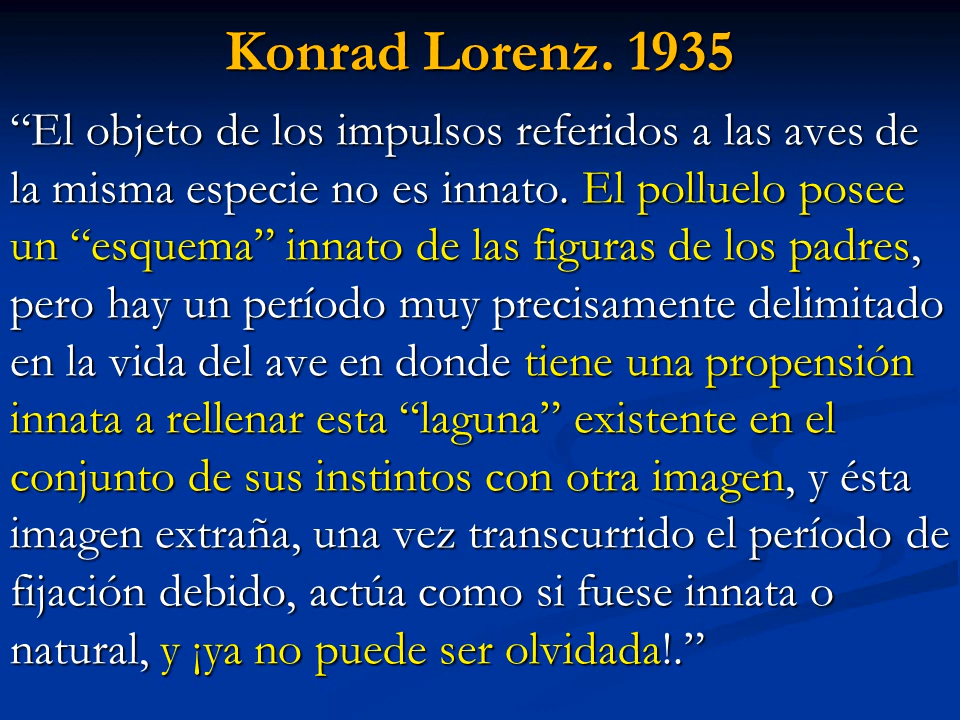 Konrad Lorenz. 1935
“El objeto de los impulsos referidos a las aves de
la misma especie no es innato. El polluelo posee
un “esquema” innato de las figuras de los padres,
pero hay un período muy precisamente delimitado
en la vida del ave en donde tiene una propensión
innata a rellenar esta “laguna” existente en el
conjunto de sus instintos con otra imagen, y ésta
imagen extraña, una vez transcurrido el período de
fijación debido, actúa como si fuese innata o
natural, y ¡ya no puede ser olvidada!.”